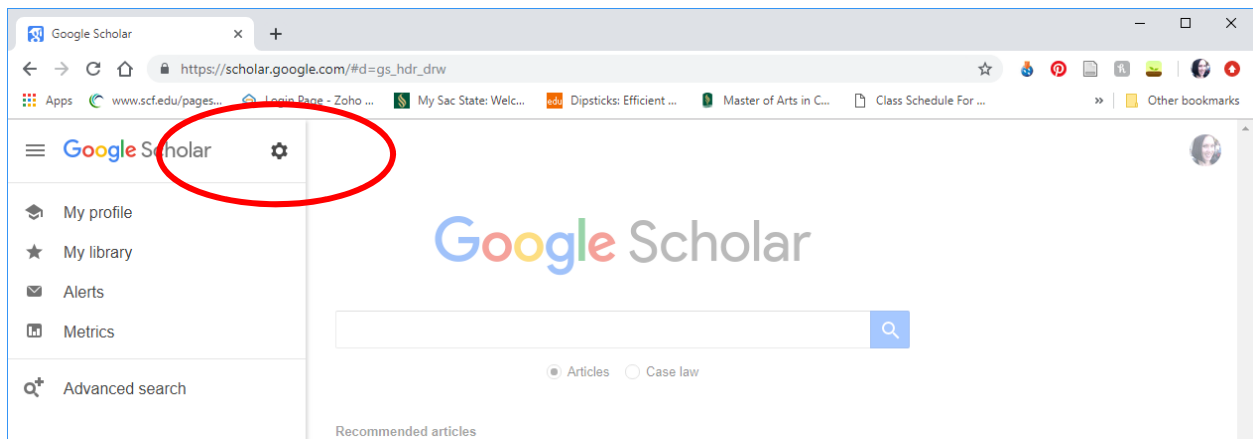 Google Scholar
https://scholar.google.com/#d=gs_hdr_drw
Apps www.scf.edu/pages... Login Page - Zoho ... My Sac State: Welc... edu Dipsticks: Efficient ... Master of Arts in C... Class Schedule For ... » Other bookmarks
Google Scholar
My profile
My library
Alerts
Metrics
Advanced search
Google Scholar
Articles Case law
Recommended articles